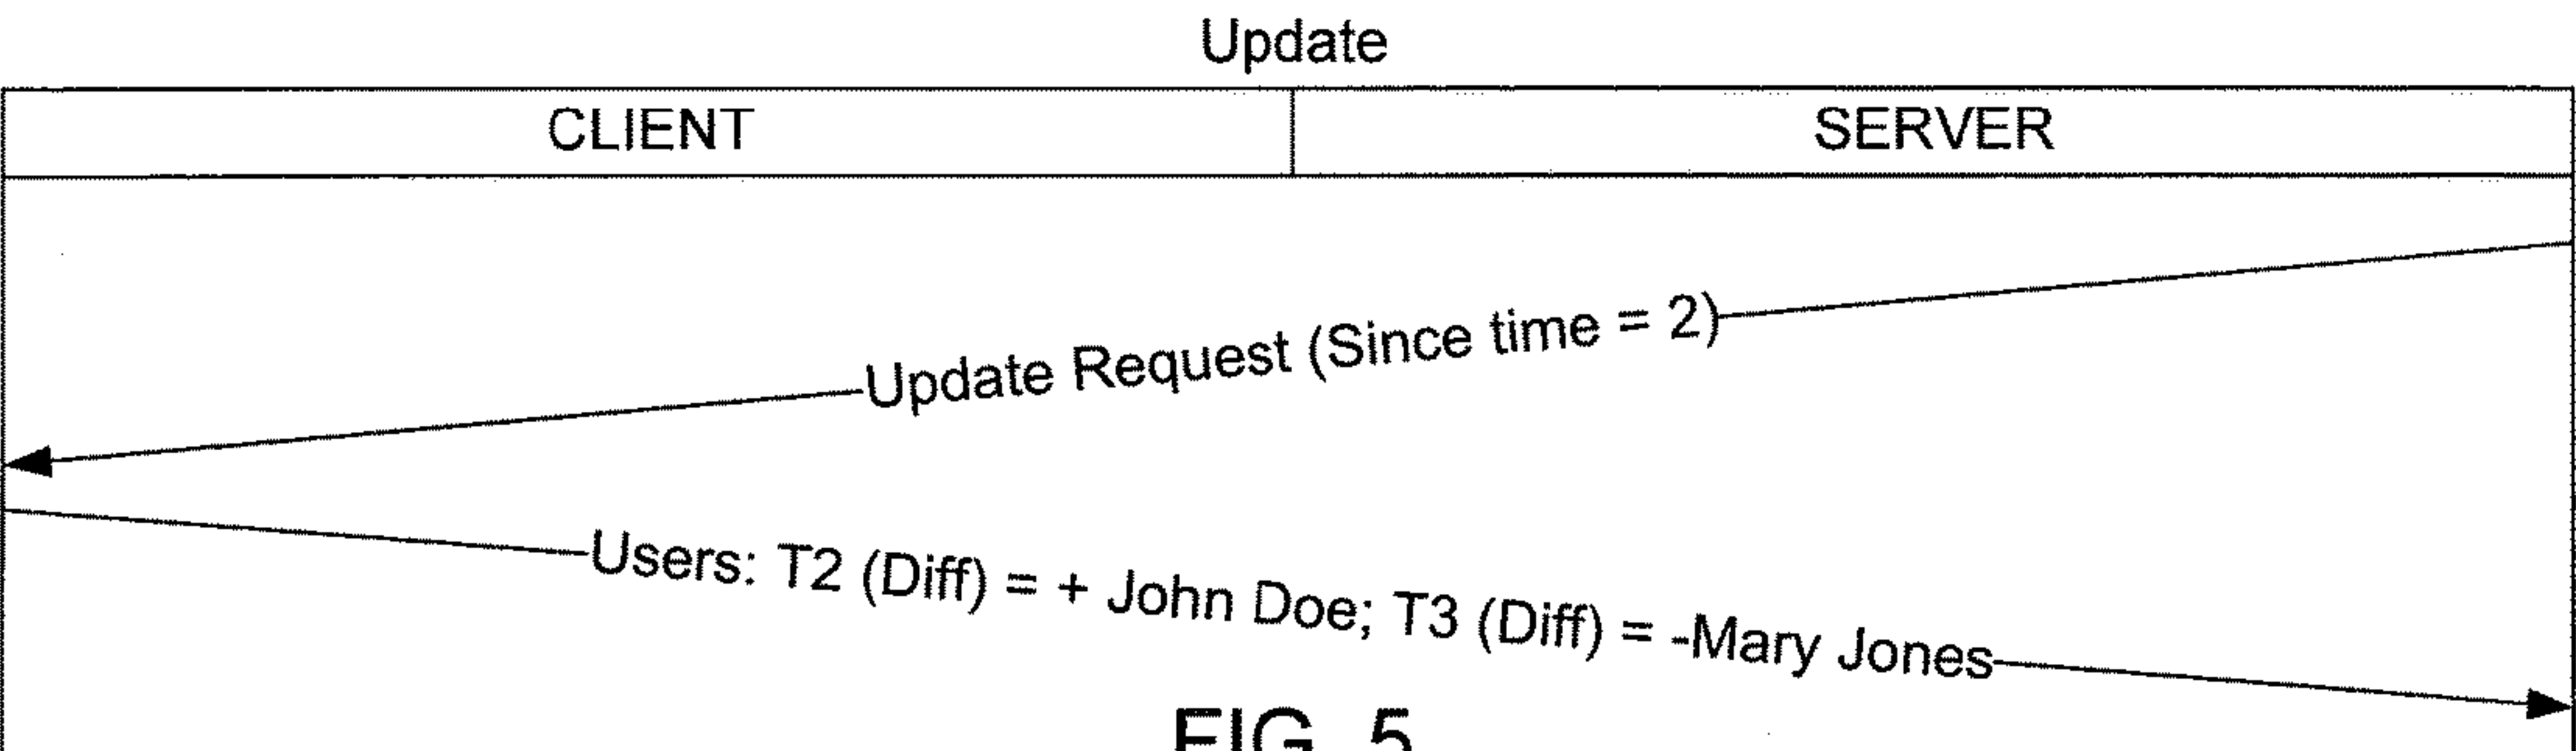 Update
CLIENT
SERVER
Update Request (Since time = 2)
Users: T2 (Diff) = + John Doe; T3 (Diff) = -Mary Jones
FIG. 5